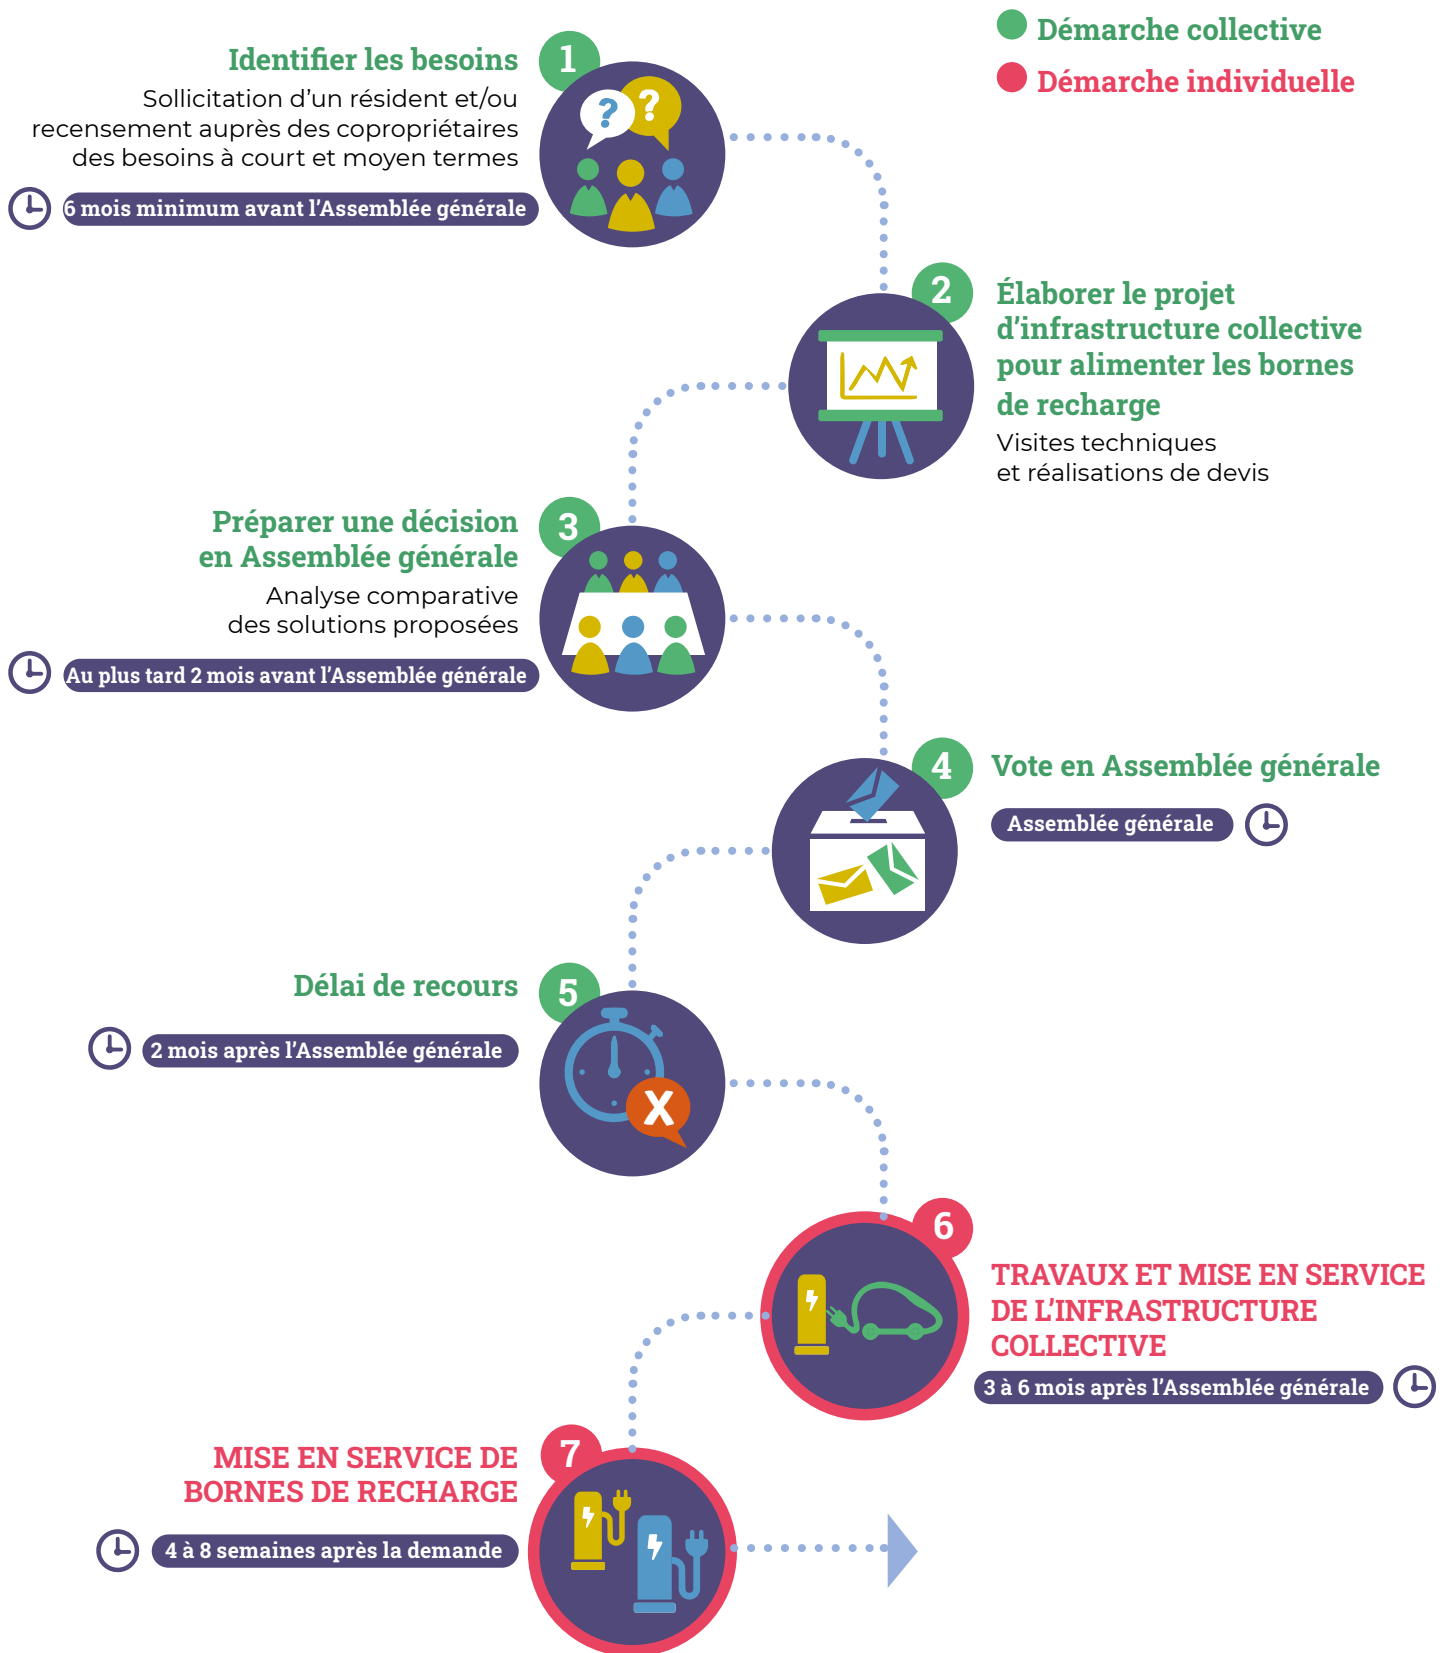 Démarche collective
Démarche individuelle
1
Identifier les besoins
Sollicitation d’un résident et/ou
recensement auprès des copropriétaires
des besoins à court et moyen termes
6 mois minimum avant l’Assemblée générale
? ?
2
Élaborer le projet
d’infrastructure collective
pour alimenter les bornes
de recharge
Visites techniques
et réalisations de devis
3
Préparer une décision
en Assemblée générale
Analyse comparative
des solutions proposées
Au plus tard 2 mois avant l’Assemblée générale
4
Vote en Assemblée générale
Assemblée générale
5
Délai de recours
2 mois après l’Assemblée générale
X
6
TRAVAUX ET MISE EN SERVICE
DE L’INFRASTRUCTURE
COLLECTIVE
3 à 6 mois après l’Assemblée générale
7
MISE EN SERVICE DE
BORNES DE RECHARGE
4 à 8 semaines après la demande